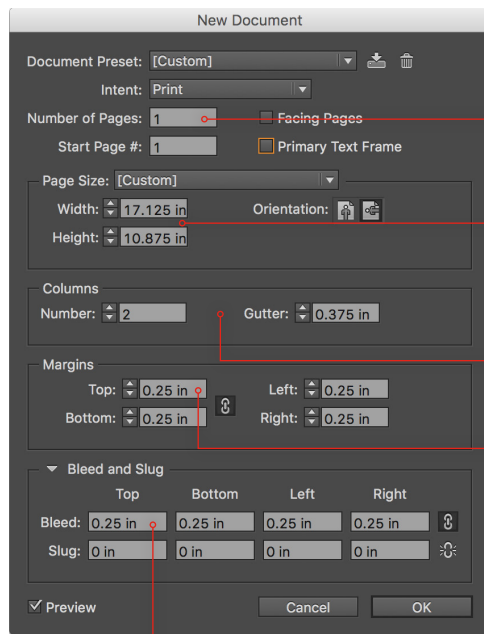 New Document
Document Preset: [Custom]
Intent: Print
Number of Pages: 1 Facing Pages
Start Page #: 1 Primary Text Frame
Page Size: [Custom]
Width: 17.125 in Orientation:
Height: 10.875 in
Columns
Number: 2 Gutter: 0.375 in
Margins
Top: 0.25 in Left: 0.25 in
Bottom: 0.25 in Right: 0.25 in
Bleed and Slug
Top Bottom Left Right
Bleed: 0.25 in 0.25 in 0.25 in 0.25 in
Slug: 0 in 0 in 0 in 0 in
Preview Cancel OK